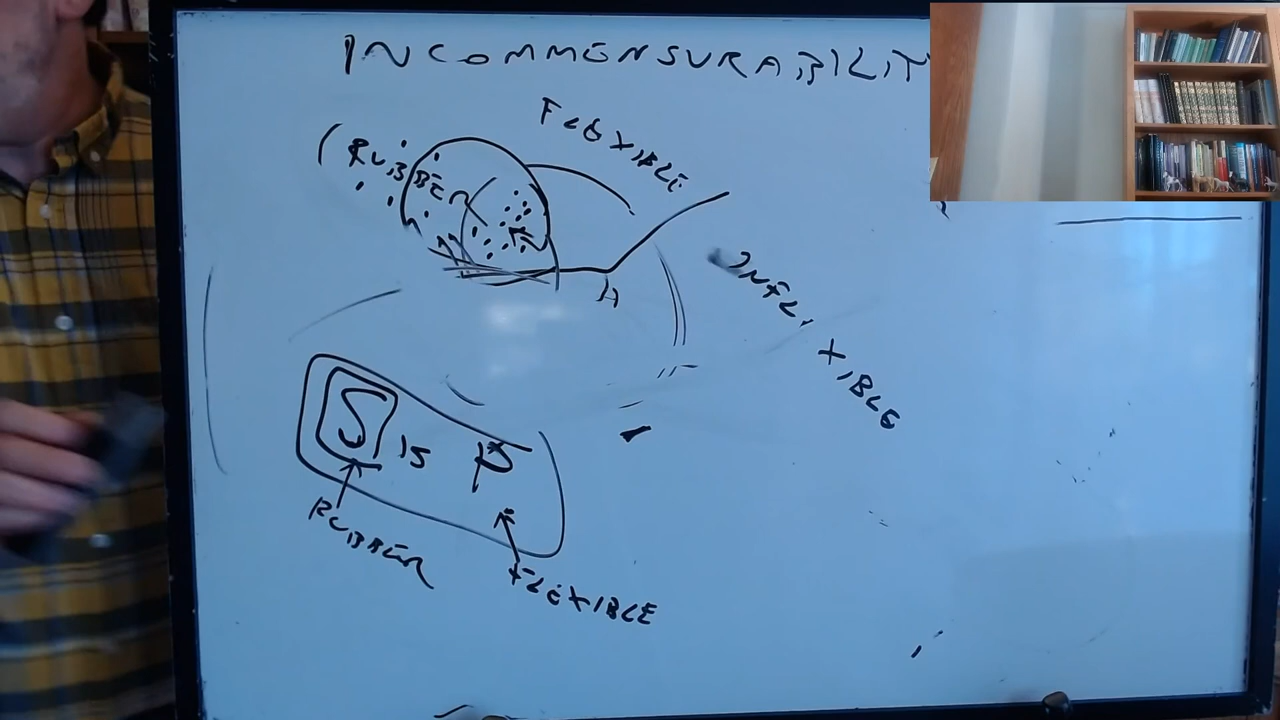 INCOMMENSURABILITY
FLEXIBLE
(RUBBER
A
INFLEXIBLE
S IS P
RUBBER
FLEXIBLE